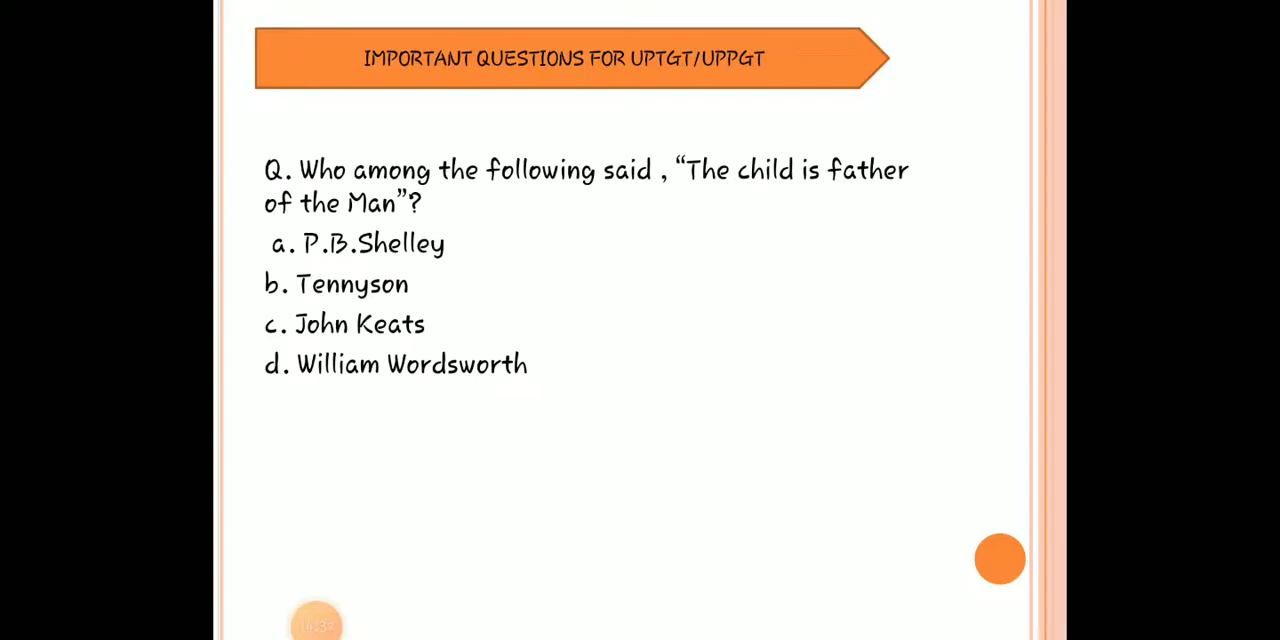 IMPORTANT QUESTIONS FOR UPTGT/UPPGT
Q. Who among the following said , “The child is father
of the Man”?
a. P.B.Shelley
b. Tennyson
c. John Keats
d. William Wordsworth